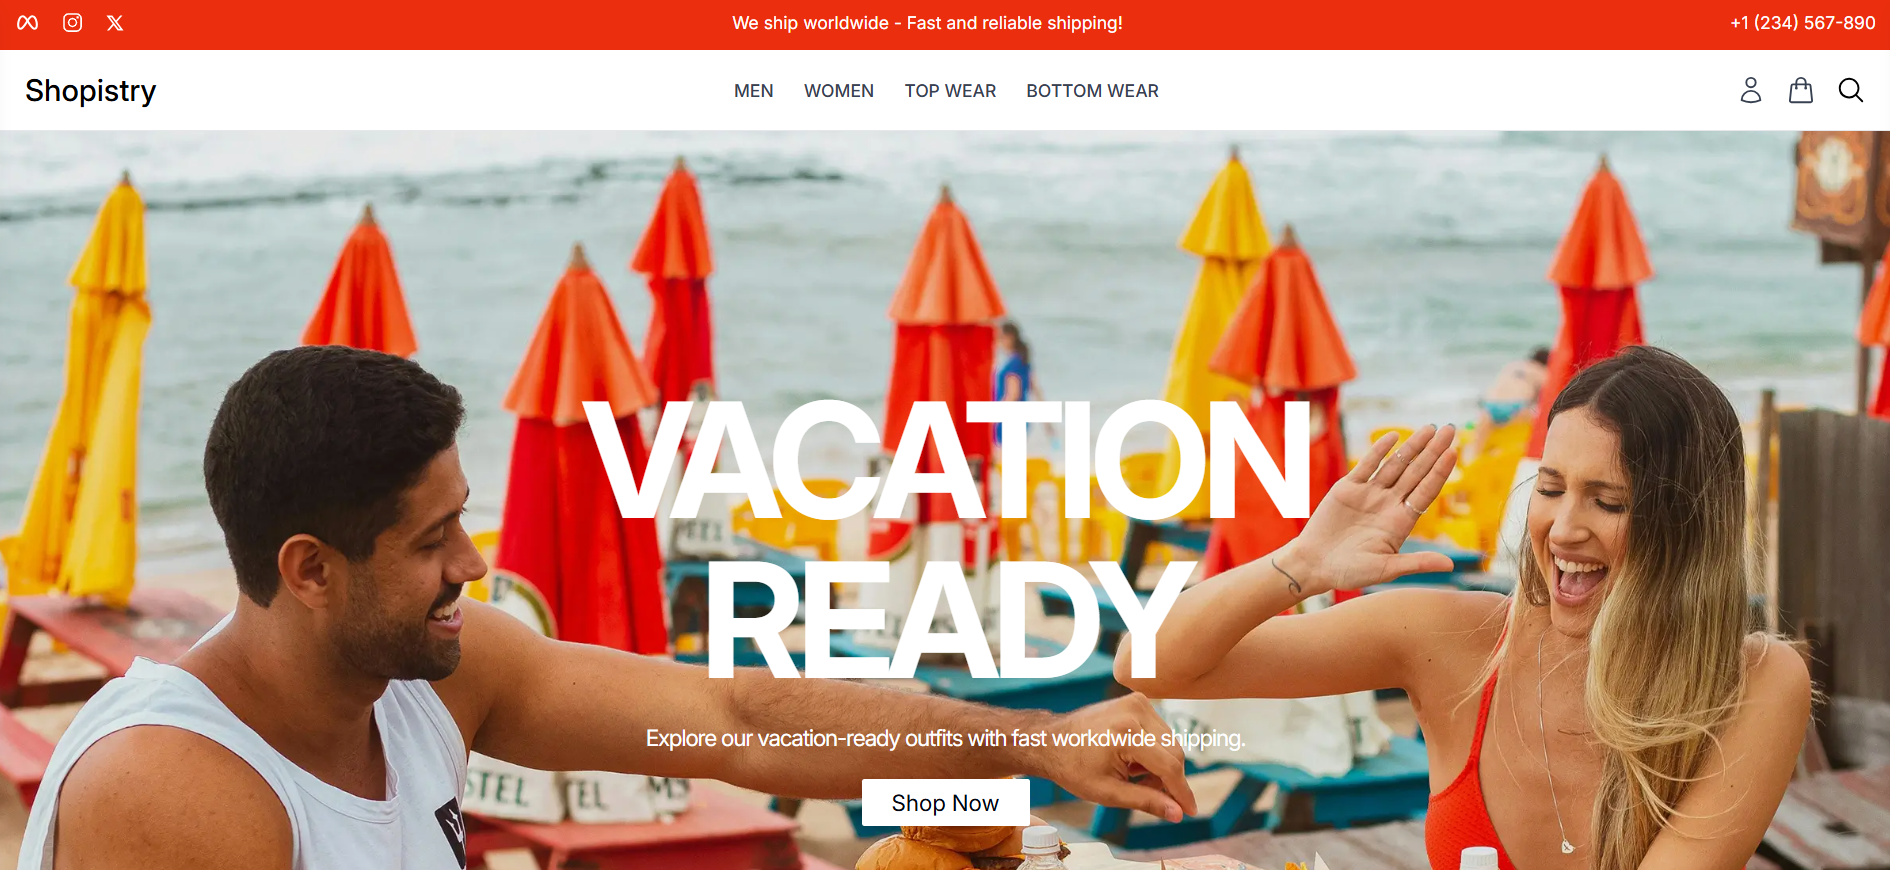 We ship worldwide - Fast and reliable shipping!
+1 (234) 567-890
Shopistry
MEN
WOMEN
TOP WEAR
BOTTOM WEAR
VACATION
READY
Explore our vacation-ready outfits with fast workdwide shipping.
Shop Now